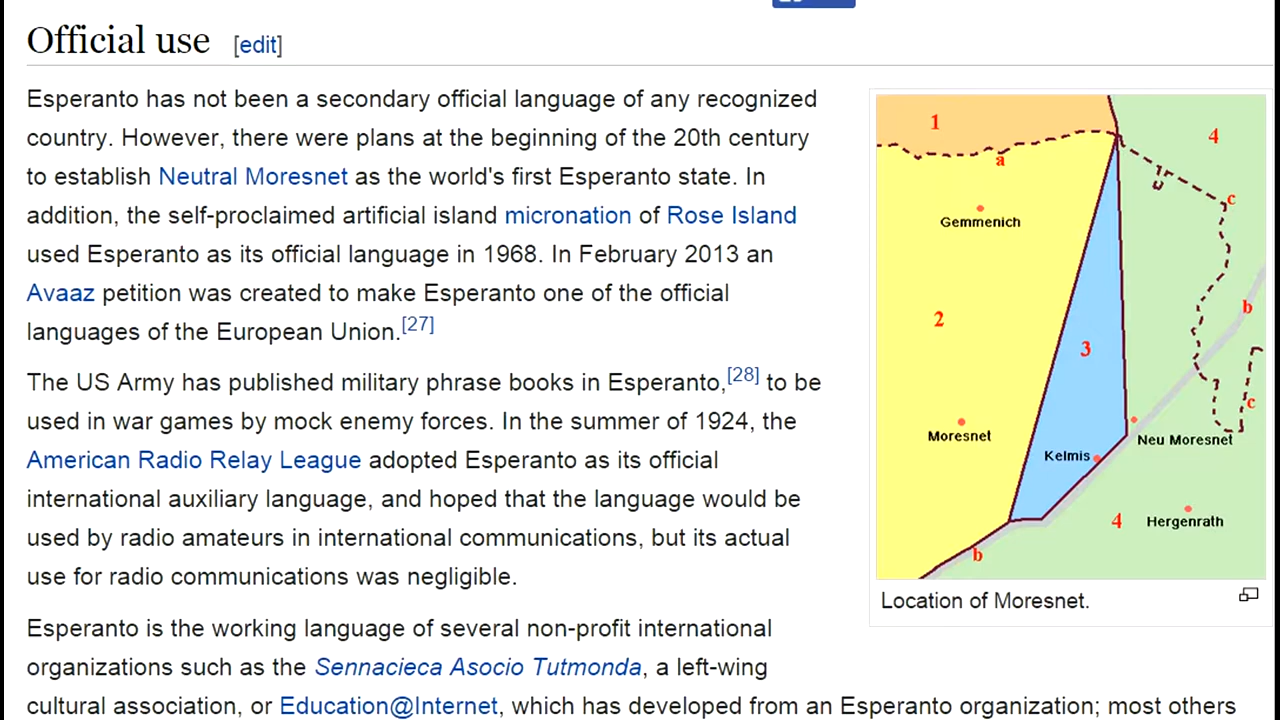 Official use [edit]
Esperanto has not been a secondary official language of any recognized
country. However, there were plans at the beginning of the 20th century
to establish Neutral Moresnet as the world's first Esperanto state. In
addition, the self-proclaimed artificial island micronation of Rose Island
used Esperanto as its official language in 1968. In February 2013 an
Avaaz petition was created to make Esperanto one of the official
languages of the European Union.[27]
The US Army has published military phrase books in Esperanto,[28] to be
used in war games by mock enemy forces. In the summer of 1924, the
American Radio Relay League adopted Esperanto as its official
international auxiliary language, and hoped that the language would be
used by radio amateurs in international communications, but its actual
use for radio communications was negligible.
Esperanto is the working language of several non-profit international
organizations such as the Sennacieca Asocio Tutmonda, a left-wing
cultural association, or Education@Internet, which has developed from an Esperanto organization; most others
1
4
a
c
Gemmenich
b
2
3
c
Moresnet
Neu Moresnet
Kelmis
4
Hergenrath
b
Location of Moresnet.